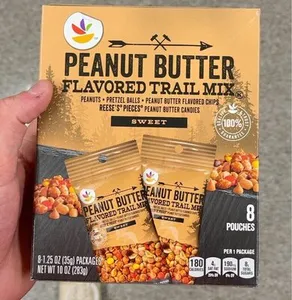 PEANUT BUTTER
FLAVORED TRAIL MIX
PEANUTS • PRETZEL BALLS • PEANUT BUTTER FLAVORED CHIPS
REESE'S PIECES® PEANUT BUTTER CANDIES
SWEET
100%
PEANUT BUTTER
FLAVORED TRAIL MIX
PEANUT BUTTER
FLAVORED TRAIL MIX
8
POUCHES
PER 1 PACKAGE
180
CALORIES
8-1.25 OZ (35g) PACKAGES
NET WT 10 OZ (283g)